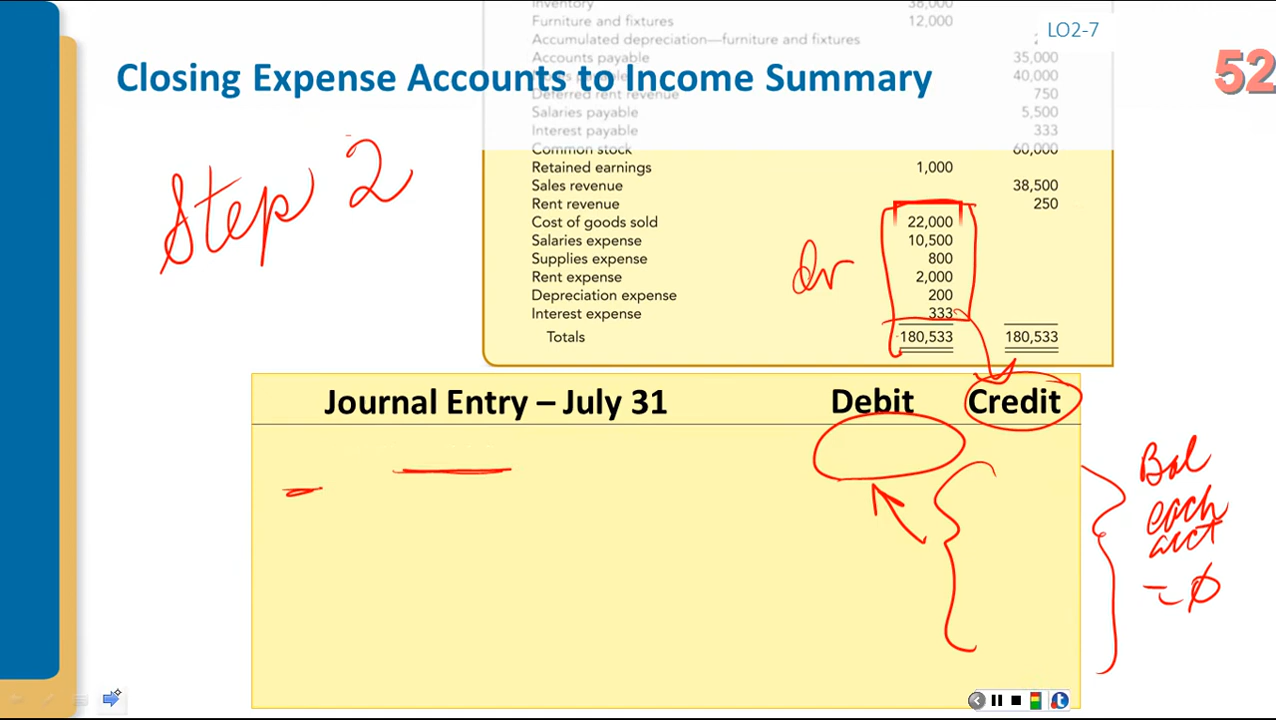 Inventory 38,000
Furniture and fixtures 12,000
LO2-7
Accumulated depreciation—furniture and fixtures
Accounts payable 35,000
Closing Expense Accounts to Income Summary
52
40,000
Deferred rent revenue 750
Salaries payable 5,500
Interest payable 333
Common stock 60,000
Retained earnings 1,000
Sales revenue 38,500
Rent revenue 250
Cost of goods sold 22,000
Salaries expense 10,500
Supplies expense 800
Rent expense 2,000
Depreciation expense 200
Interest expense 333
Totals 180,533 180,533
Step 2
dr
Journal Entry – July 31 Debit Credit
Bal
each
acct
= ϕ